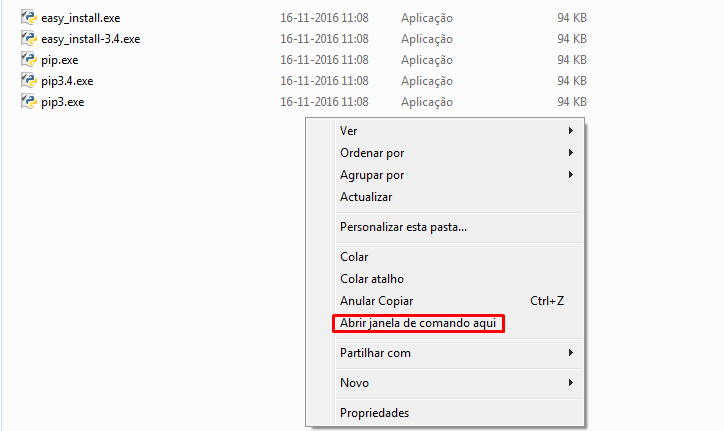 easy_install.exe 16-11-2016 11:08 Aplicação 94 KB
easy_install-3.4.exe 16-11-2016 11:08 Aplicação 94 KB
pip.exe 16-11-2016 11:08 Aplicação 94 KB
pip3.4.exe 16-11-2016 11:08 Aplicação 94 KB
pip3.exe 16-11-2016 11:08 Aplicação 94 KB
Ver
Ordenar por
Agrupar por
Actualizar
Personalizar esta pasta...
Colar
Colar atalho
Anular Copiar Ctrl+Z
Abrir janela de comando aqui
Partilhar com
Novo
Propriedades